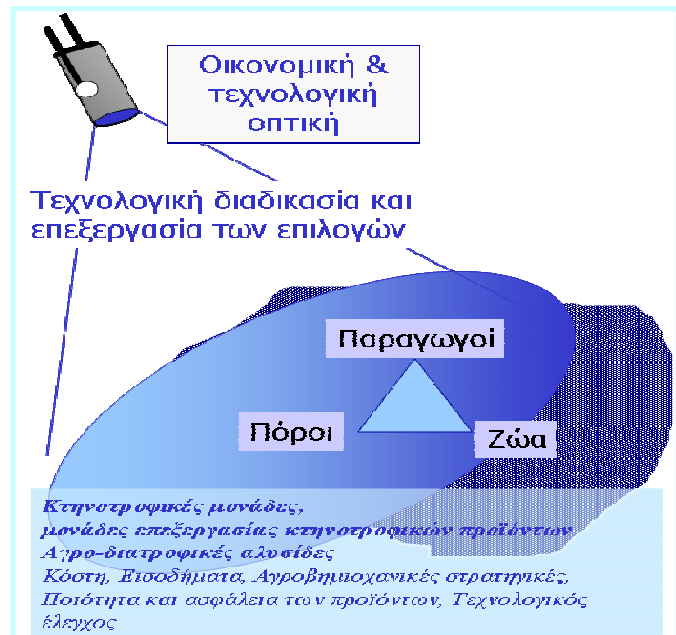 Οικονομική &
τεχνολογική
οπτική
Τεχνολογική διαδικασία και
επεξεργασία των επιλογών
Παραγωγοί
Πόροι
Ζώα
Κτηνοτροφικές μονάδες,
μονάδες επεξεργασίας κτηνοτροφικών προϊόντων
Αγρο-διατροφικές αλυσίδες
Κόστη, Εισοδήματα, Αγροβιομιοχανικές στρατηγικές,
Ποιότητα και ασφάλεια των προϊόντων, Τεχνολογικός
έλεγχος